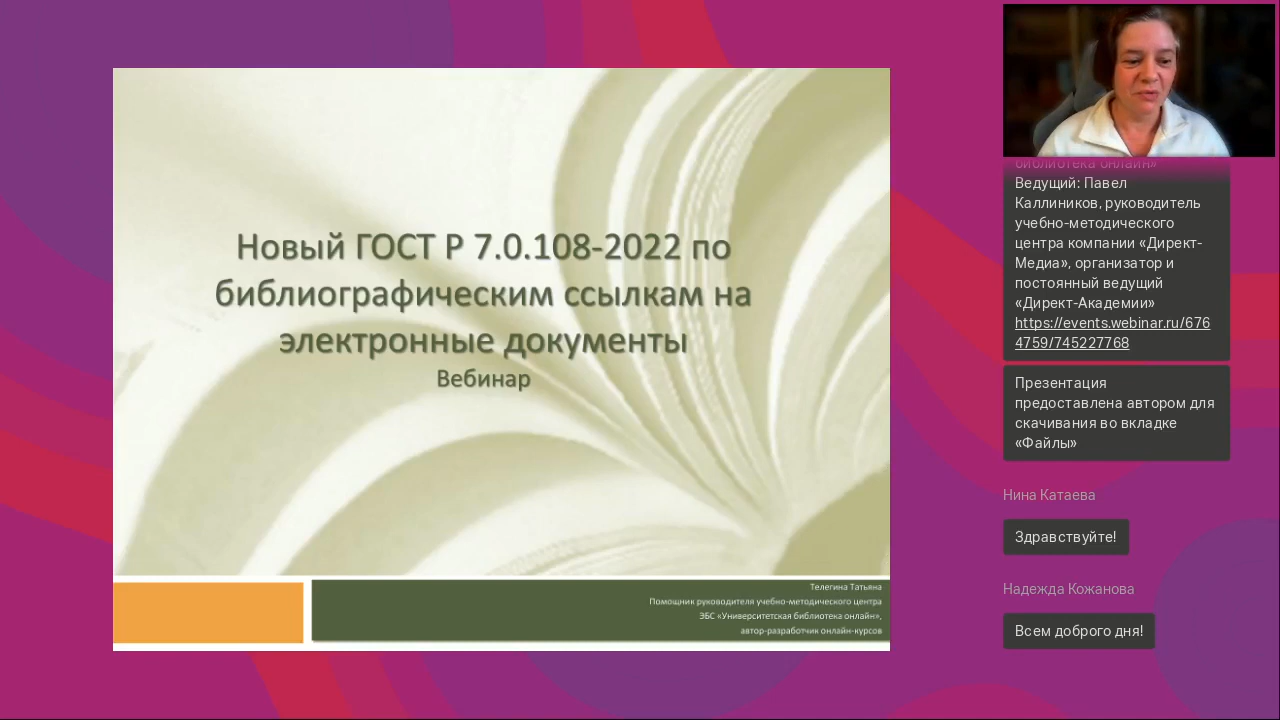 Новый ГОСТ Р 7.0.108-2022 по
библиографическим ссылкам на
электронные документы
Вебинар
Телегина Татьяна
Помощник руководителя учебно-методического центра
ЭБС «Университетская библиотека онлайн»,
автор-разработчик онлайн-курсов
библиотека онлайн»
Ведущий: Павел
Каллиников, руководитель
учебно-методического
центра компании «Директ-
Медиа», организатор и
постоянный ведущий
«Директ-Академии»
https://events.webinar.ru/676
4759/745227768
Презентация
предоставлена автором для
скачивания во вкладке
«Файлы»
Нина Катаева
Здравствуйте!
Надежда Кожанова
Всем доброго дня!